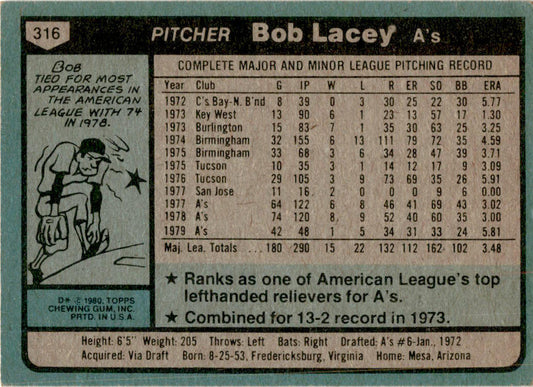 316 PITCHER Bob Lacey A's
BOB
TIED FOR MOST
APPEARANCES IN
THE AMERICAN
LEAGUE WITH 74
IN 1978.
D* © 1980, TOPPS
CHEWING GUM, INC.
PRTD. IN U.S.A.
COMPLETE MAJOR AND MINOR LEAGUE PITCHING RECORD
Year Club G IP W L R ER SO BB ERA
1972 C's Bay-N. B'nd 8 39 0 3 30 25 22 30 5.77
1973 Key West 13 90 6 1 23 13 57 17 1.30
1973 Burlington 15 83 7 1 35 30 63 25 3.25
1974 Birmingham 32 155 6 13 111 79 72 35 4.59
1975 Birmingham 33 68 3 6 34 28 47 39 3.71
1975 Tucson 10 35 3 1 14 12 17 9 3.09
1976 Tucson 29 105 3 9 73 69 35 26 5.91
1977 San Jose 11 16 2 0 0 0 9 6 0.00
1977 A's 64 122 6 8 46 41 69 43 3.02
1978 A's 74 120 8 9 52 40 60 35 3.00
1979 A's 42 48 1 5 34 31 33 24 5.81
Maj. Lea. Totales ... 180 290 15 22 132 112 162 102 3.48
★ Ranks as one of American League's top
lefthanded relievers for A's.
★ Combined for 13-2 record in 1973.
Height: 6'5" Weight: 205 Throws: Left Bats: Right Drafted: A's #6-Jan., 1972
Acquired: Via Draft Born: 8-25-53, Fredericksburg, Virginia Home: Mesa, Arizona